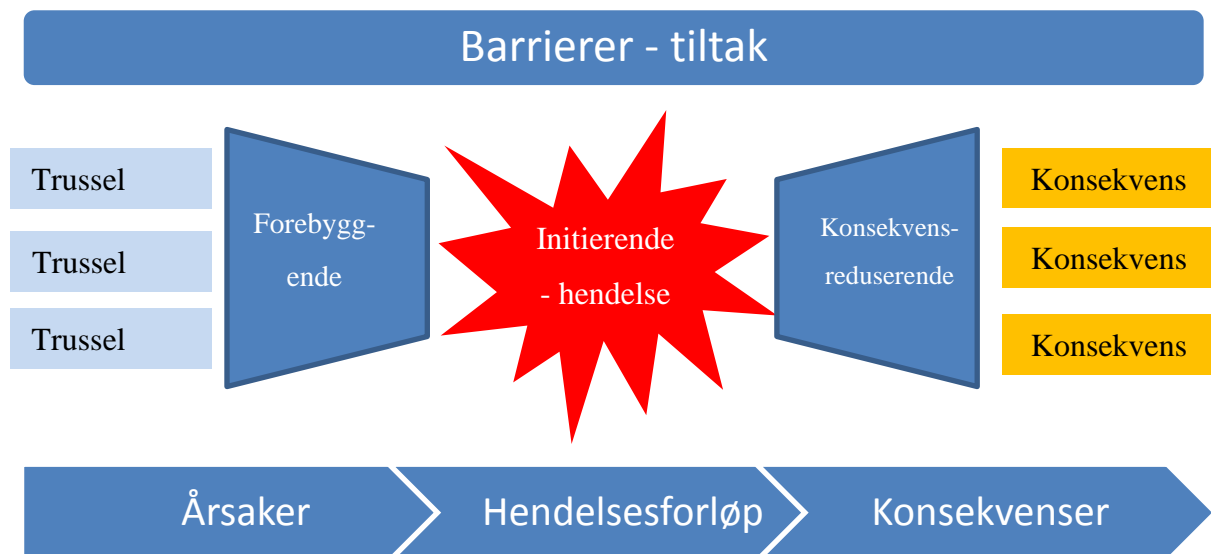 Barrierer - tiltak
Trussel
Trussel
Trussel
Forebygg-
ende
Initierende
- hendelse
Konsekvens-
reduserende
Konsekvens
Konsekvens
Konsekvens
Årsaker
Hendelsesforløp
Konsekvenser